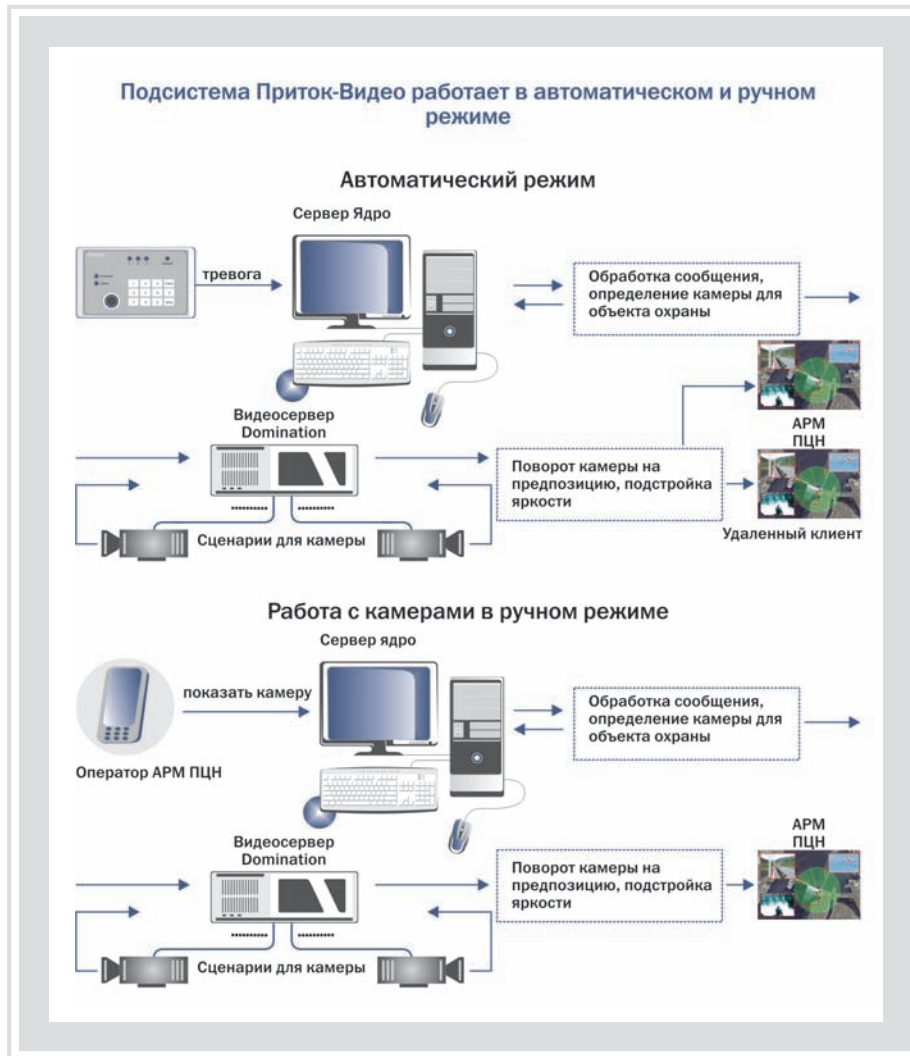 Подсистема Приток-Видео работает в автоматическом и ручном
режиме
Автоматический режим
Сервер Ядро
тревога
Обработка сообщения,
определение камеры для
объекта охраны
Видеосервер
Domination
Поворот камеры на
предпозицию, подстройка
яркости
АРМ
ПЦН
Сценарии для камеры
Удаленный клиент
Работа с камерами в ручном режиме
Сервер ядро
показать камеру
Оператор АРМ ПЦН
Обработка сообщения,
определение камеры для
объекта охраны
Видеосервер
Domination
Поворот камеры на
предпозицию, подстройка
яркости
АРМ
ПЦН
Сценарии для камеры